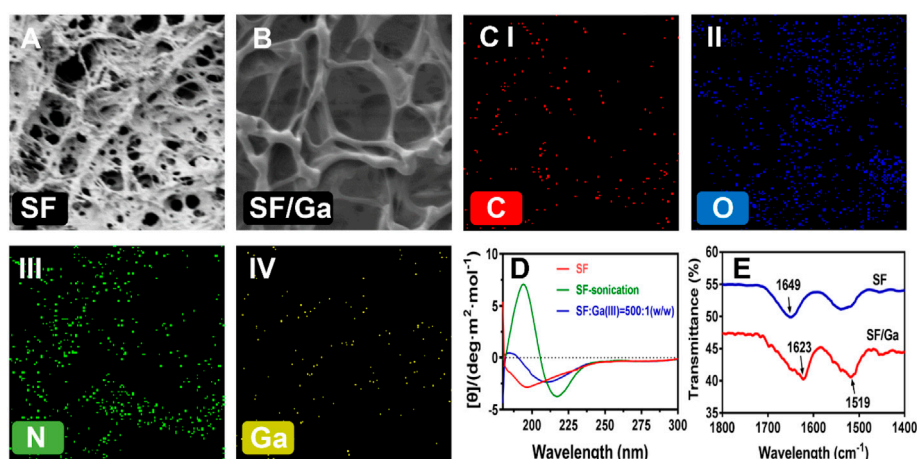 A
SF
B
SF/Ga
C I
C
II
O
III
N
IV
Ga
D
[θ]/(deg·m²·mol⁻¹)
10
5
0
-2
-5
SF
SF-sonication
SF:Ga(III)=500:1(w/w)
200 225 250 275 300
Wavelength (nm)
E
Transmittance (%)
60
55
50
45
40
35
1649
SF
1623
SF/Ga
1519
1800 1700 1600 1500 1400
Wavelength (cm⁻¹)